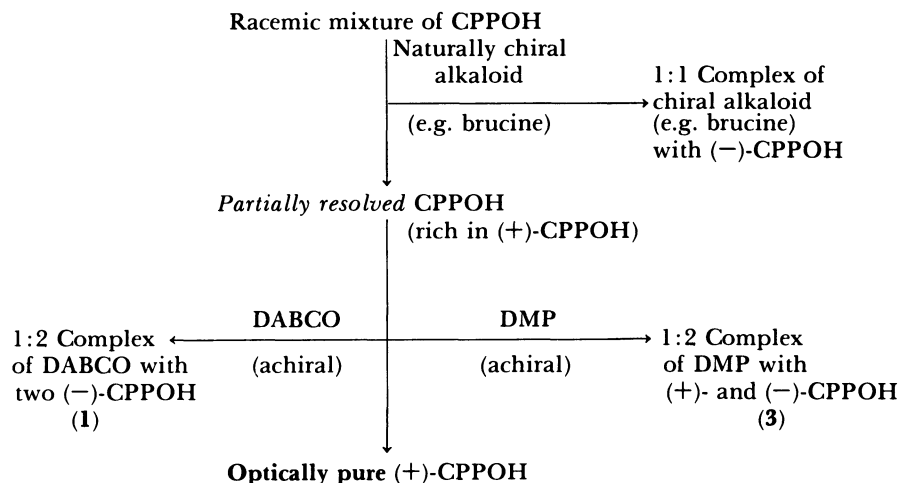 Racemic mixture of CPPOH
Naturally chiral
alkaloid
(e.g. brucine)
1:1 Complex of
chiral alkaloid
(e.g. brucine)
with (−)-CPPOH
Partially resolved CPPOH
(rich in (+)-CPPOH)
1:2 Complex
of DABCO with
two (−)-CPPOH
(1)
DABCO
(achiral)
DMP
(achiral)
1:2 Complex
of DMP with
(+)- and (−)-CPPOH
(3)
Optically pure (+)-CPPOH